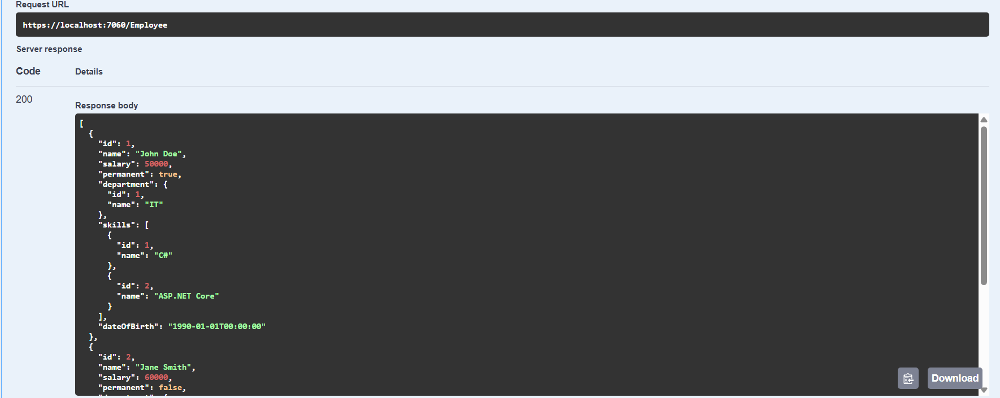 Request URL
https://localhost:7060/Employee
Server response
Code Details
200
Response body
[
  {
    "id": 1,
    "name": "John Doe",
    "salary": 50000,
    "permanent": true,
    "department": {
      "id": 1,
      "name": "IT"
    },
    "skills": [
      {
        "id": 1,
        "name": "C#"
      },
      {
        "id": 2,
        "name": "ASP.NET Core"
      }
    ],
    "dateOfBirth": "1990-01-01T00:00:00"
  },
  {
    "id": 2,
    "name": "Jane Smith",
    "salary": 60000,
    "permanent": false,
Download